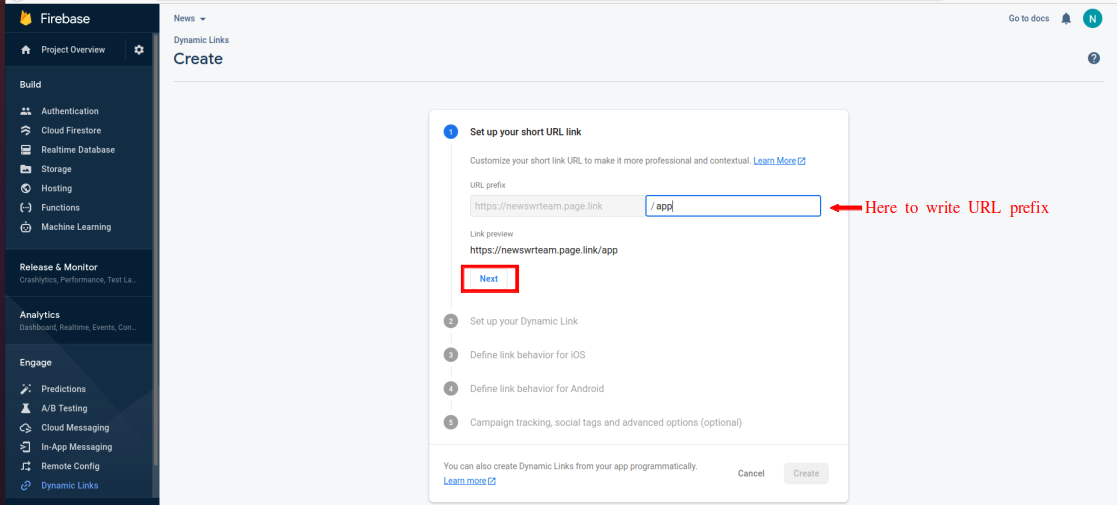 Firebase
Project Overview
Build
Authentication
Cloud Firestore
Realtime Database
Storage
Hosting
Functions
Machine Learning
Release & Monitor
Crashlytics, Performance, Test La...
Analytics
Dashboard, Realtime, Events, Con...
Engage
Predictions
A/B Testing
Cloud Messaging
In-App Messaging
Remote Config
Dynamic Links
News
Go to docs
N
Dynamic Links
Create
?
1 Set up your short URL link
Customize your short link URL to make it more professional and contextual. Learn More
URL prefix
https://newswrteam.page.link /app
Here to write URL prefix
Link preview
https://newswrteam.page.link/app
Next
2 Set up your Dynamic Link
3 Define link behavior for iOS
4 Define link behavior for Android
5 Campaign tracking, social tags and advanced options (optional)
You can also create Dynamic Links from your app programmatically.
Learn more
Cancel Create